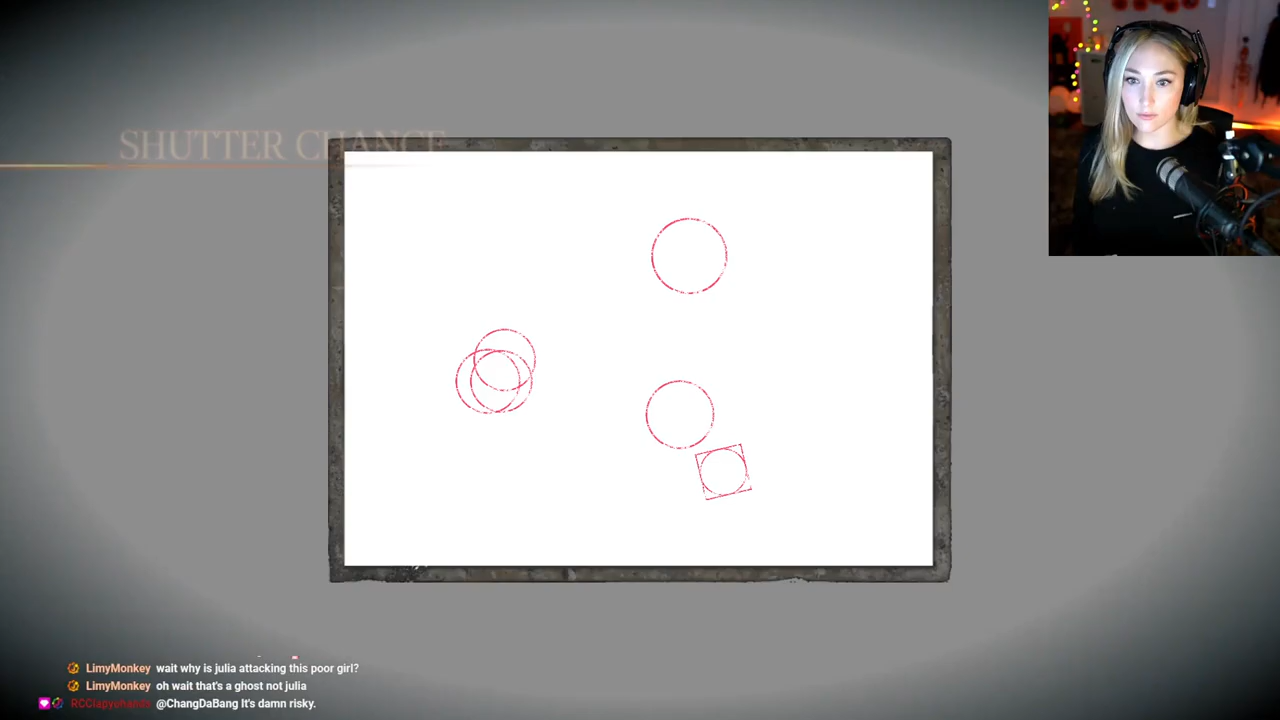 SHUTTER CHANCE
LimyMonkey wait why is julia attacking this poor girl?
LimyMonkey oh wait that's a ghost not julia
@ChangDaBang It's damn risky.